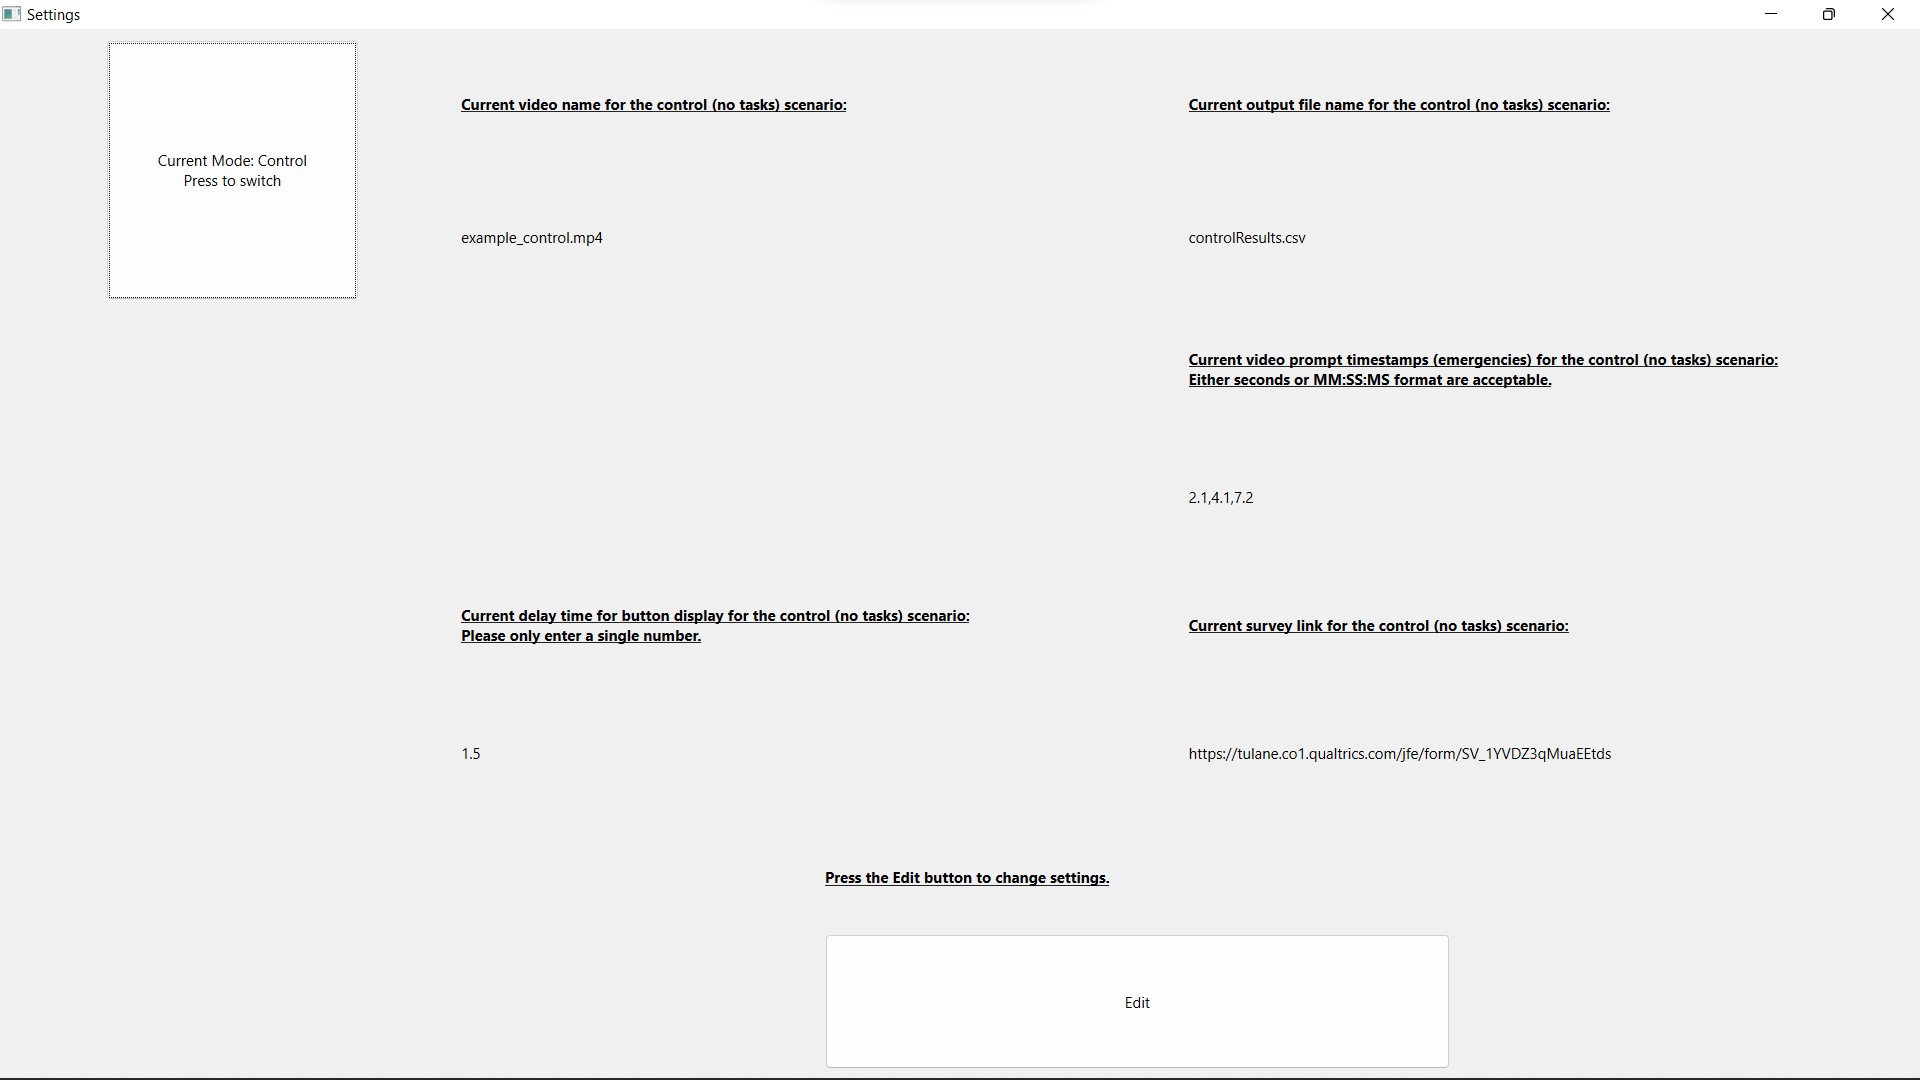 Settings
Current Mode: Control
Press to switch
Current video name for the control (no tasks) scenario:
example_control.mp4
Current output file name for the control (no tasks) scenario:
controlResults.csv
Current video prompt timestamps (emergencies) for the control (no tasks) scenario:
Either seconds or MM:SS:MS format are acceptable.
2.1,4.1,7.2
Current delay time for button display for the control (no tasks) scenario:
Please only enter a single number.
1.5
Current survey link for the control (no tasks) scenario:
https://tulane.co1.qualtrics.com/jfe/form/SV_1YVDZ3qMuaEEtds
Press the Edit button to change settings.
Edit